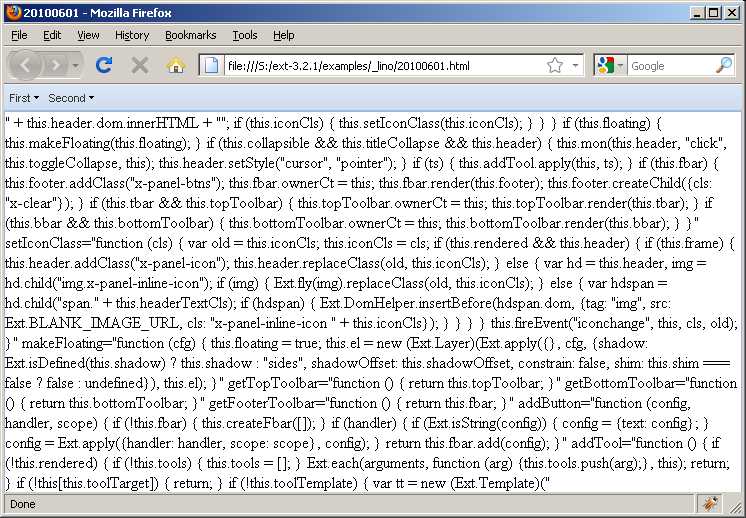 20100601 - Mozilla Firefox
File Edit View History Bookmarks Tools Help
file:///S:/ext-3.2.1/examples/_lino/20100601.html
Google
First Second
" + this.header.dom.innerHTML + ""; if (this.iconCls) { this.setIconClass(this.iconCls); } } } if (this.floating) {
this.makeFloating(this.floating); } if (this.collapsible && this.titleCollapse && this.header) { this.mon(this.header, "click",
this.toggleCollapse, this); this.header.setStyle("cursor", "pointer"); } if (ts) { this.addTool.apply(this, ts); } if (this.fbar) {
this.footer.addClass("x-panel-btns"); this.fbar.ownerCt = this; this.fbar.render(this.footer); this.footer.createChild({cls:
"x-clear"}); } if (this.tbar && this.topToolbar) { this.topToolbar.ownerCt = this; this.topToolbar.render(this.tbar); } if
(this.bbar && this.bottomToolbar) { this.bottomToolbar.ownerCt = this; this.bottomToolbar.render(this.bbar); } }"
setIconClass="function (cls) { var old = this.iconCls; this.iconCls = cls; if (this.rendered && this.header) { if (this.frame) {
this.header.addClass("x-panel-icon"); this.header.replaceClass(old, this.iconCls); } else { var hd = this.header, img =
hd.child("img.x-panel-inline-icon"); if (img) { Ext.fly(img).replaceClass(old, this.iconCls); } else { var hdspan =
hd.child("span." + this.headerTextCls); if (hdspan) { Ext.DomHelper.insertBefore(hdspan.dom, {tag: "img", src:
Ext.BLANK_IMAGE_URL, cls: "x-panel-inline-icon " + this.iconCls}); } } } } this.fireEvent("iconchange", this, cls, old);
}" makeFloating="function (cfg) { this.floating = true; this.el = new (Ext.Layer)(Ext.apply({}, cfg, {shadow:
Ext.isDefined(this.shadow) ? this.shadow : "sides", shadowOffset: this.shadowOffset, constrain: false, shim: this.shim ===
false ? false : undefined}), this.el); }" getTopToolbar="function () { return this.topToolbar; }" getBottomToolbar="function
() { return this.bottomToolbar; }" getFooterToolbar="function () { return this.fbar; }" addButton="function (config,
handler, scope) { if (!this.fbar) { this.createFbar([]); } if (handler) { if (Ext.isString(config)) { config = {text: config}; }
config = Ext.apply({handler: handler, scope: scope}, config); } return this.fbar.add(config); }" addTool="function () { if
(!this.rendered) { if (!this.tools) { this.tools = []; } Ext.each(arguments, function (arg) {this.tools.push(arg);}, this); return;
} if (!this[this.toolTarget]) { return; } if (!this.toolTemplate) { var tt = new (Ext.Template)("
Done